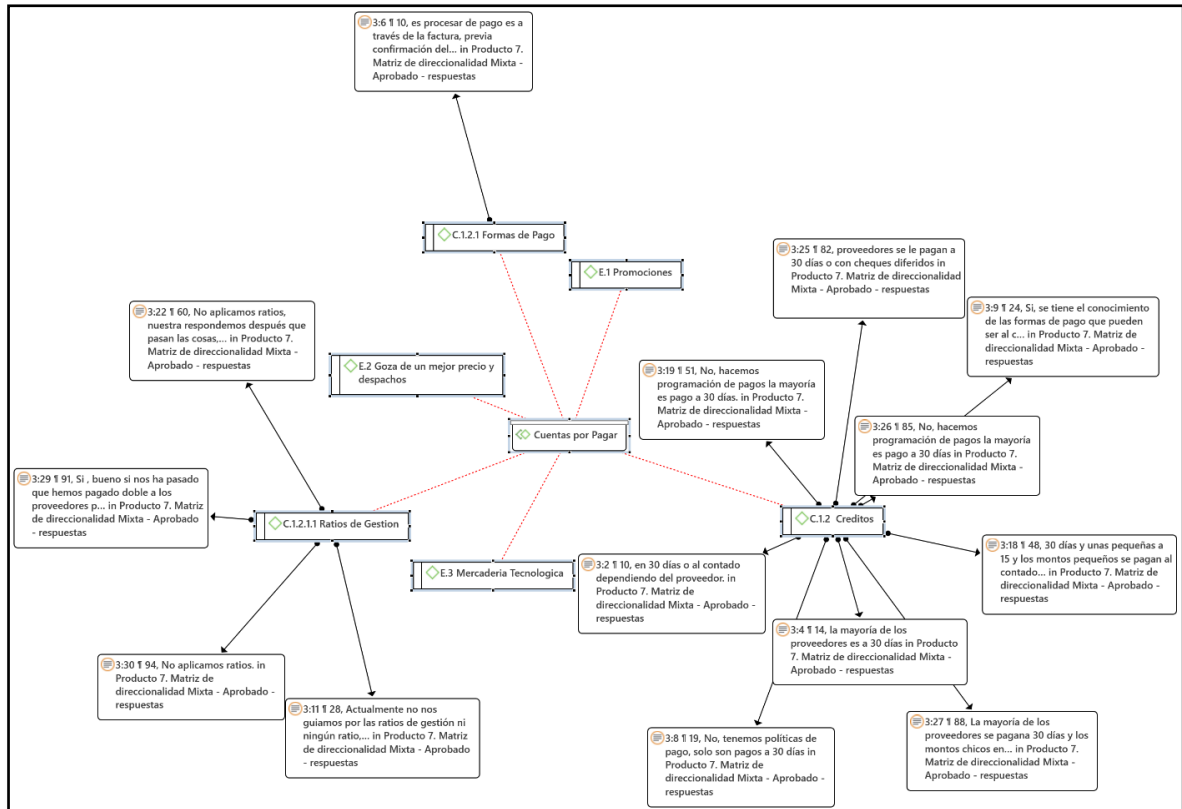 3:6 ¶ 10, es procesar de pago es a
través de la factura, previa
confirmación del... in Producto 7.
Matriz de direccionalidad Mixta -
Aprobado - respuestas
C.1.2.1 Formas de Pago
E.1 Promociones
3:25 ¶ 82, proveedores se le pagan a
30 días o con cheques diferidos in
Producto 7. Matriz de direccionalidad
Mixta - Aprobado - respuestas
3:22 ¶ 60, No aplicamos ratios,
nuestra respondemos después que
pasan las cosas,... in Producto 7.
Matriz de direccionalidad Mixta -
Aprobado - respuestas
3:9 ¶ 24, Si, se tiene el conocimiento
de las formas de pago que pueden
ser al c... in Producto 7. Matriz de
direccionalidad Mixta - Aprobado -
respuestas
E.2 Goza de un mejor precio y
despachos
3:19 ¶ 51, No, hacemos
programación de pagos la mayoría
es pago a 30 días. in Producto 7.
Matriz de direccionalidad Mixta -
Aprobado - respuestas
Cuentas por Pagar
3:26 ¶ 85, No, hacemos
programación de pagos la mayoría
es pago a 30 días in Producto 7.
Matriz de direccionalidad Mixta -
Aprobado - respuestas
3:29 ¶ 91, Si , bueno si nos ha pasado
que hemos pagado doble a los
proveedores p... in Producto 7. Matriz
de direccionalidad Mixta - Aprobado -
respuestas
C.1.2.1.1 Ratios de Gestion
C.1.2 Creditos
3:18 ¶ 48, 30 días y unas pequeñas a
15 y los montos pequeños se pagan al
contado... in Producto 7. Matriz de
direccionalidad Mixta - Aprobado -
respuestas
E.3 Mercaderia Tecnologica
3:2 ¶ 10, en 30 días o al contado
dependiendo del proveedor. in
Producto 7. Matriz de
direccionalidad Mixta - Aprobado -
respuestas
3:4 ¶ 14, la mayoría de los
proveedores es a 30 días in Producto
7. Matriz de direccionalidad Mixta -
Aprobado - respuestas
3:30 ¶ 94, No aplicamos ratios. in
Producto 7. Matriz de
direccionalidad Mixta - Aprobado -
respuestas
3:11 ¶ 28, Actualmente no nos
guiamos por las ratios de gestión ni
ningún ratio,... in Producto 7. Matriz
de direccionalidad Mixta - Aprobado
- respuestas
3:8 ¶ 19, No, tenemos políticas de
pago, solo son pagos a 30 días in
Producto 7. Matriz de
direccionalidad Mixta - Aprobado -
respuestas
3:27 ¶ 88, La mayoría de los
proveedores se pagana 30 días y los
montos chicos en... in Producto 7.
Matriz de direccionalidad Mixta -
Aprobado - respuestas